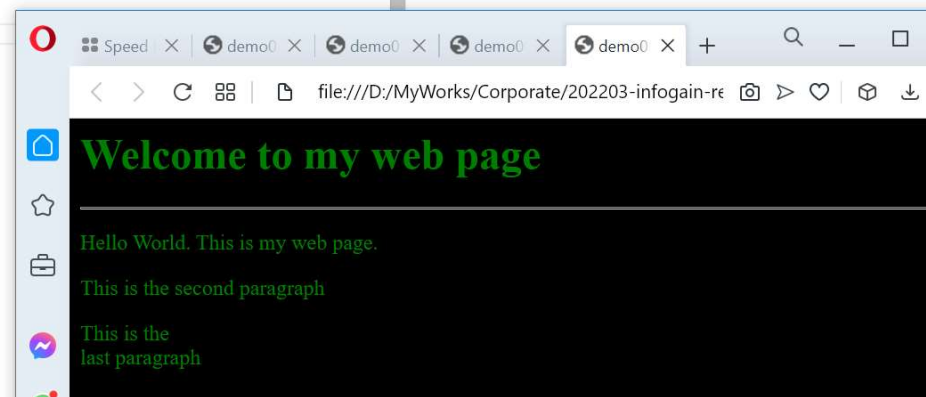 Speed
demo0
demo0
demo0
demo0
file:///D:/MyWorks/Corporate/202203-infogain-re
Welcome to my web page
Hello World. This is my web page.
This is the second paragraph
This is the
last paragraph